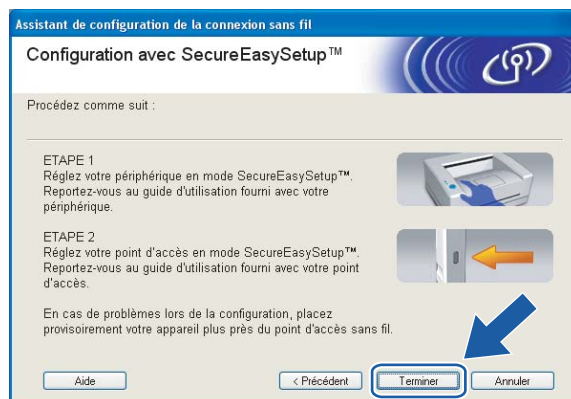 Assistant de configuration de la connexion sans fil
Configuration avec SecureEasySetup™
Procédez comme suit :
ETAPE 1
Réglez votre périphérique en mode SecureEasySetup™.
Reportez-vous au guide d'utilisation fourni avec votre
périphérique.
ETAPE 2
Réglez votre point d'accès en mode SecureEasySetup™.
Reportez-vous au guide d'utilisation fourni avec votre point
d'accès.
En cas de problèmes lors de la configuration, placez
provisoirement votre appareil plus près du point d'accès sans fil.
Aide
< Précédent
Terminer
Annuler